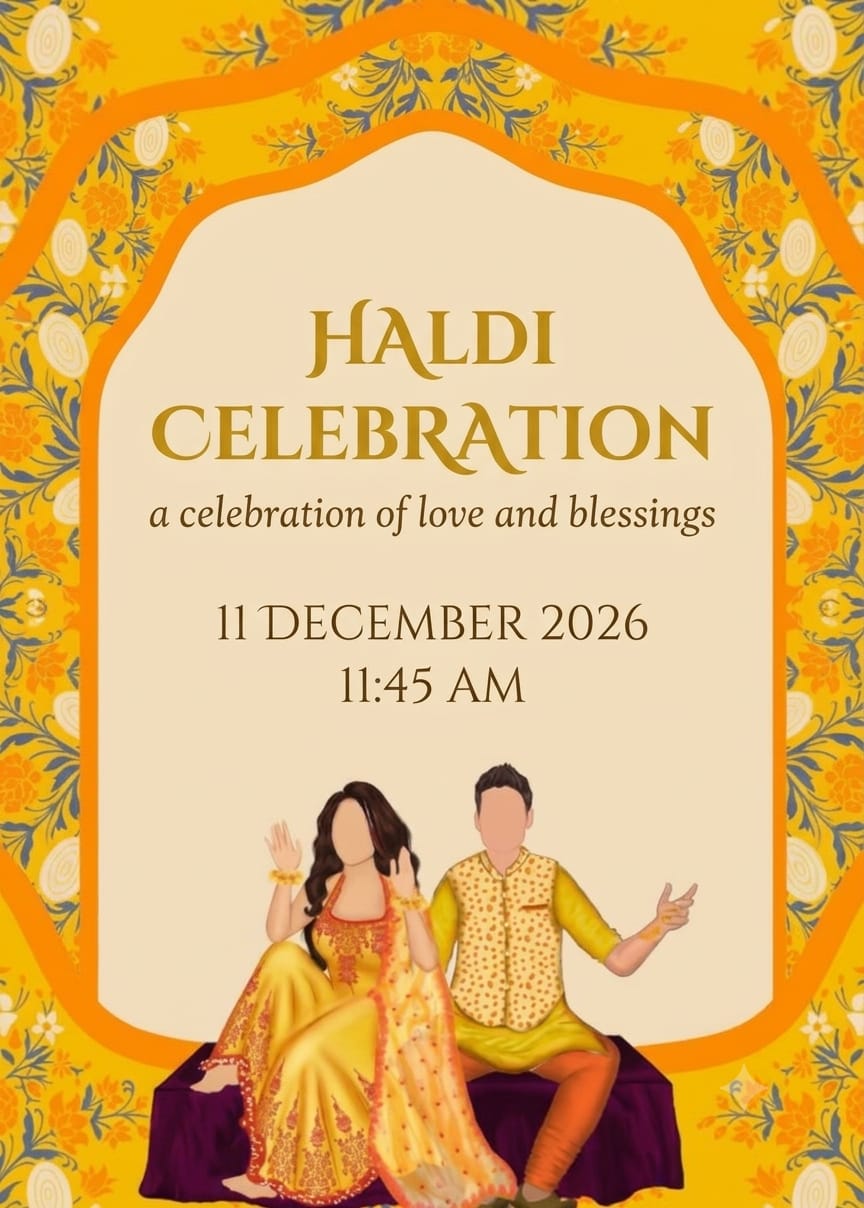 HALDI
CELEBRATION
a celebration of love and blessings
11 DECEMBER 2026
11:45 AM